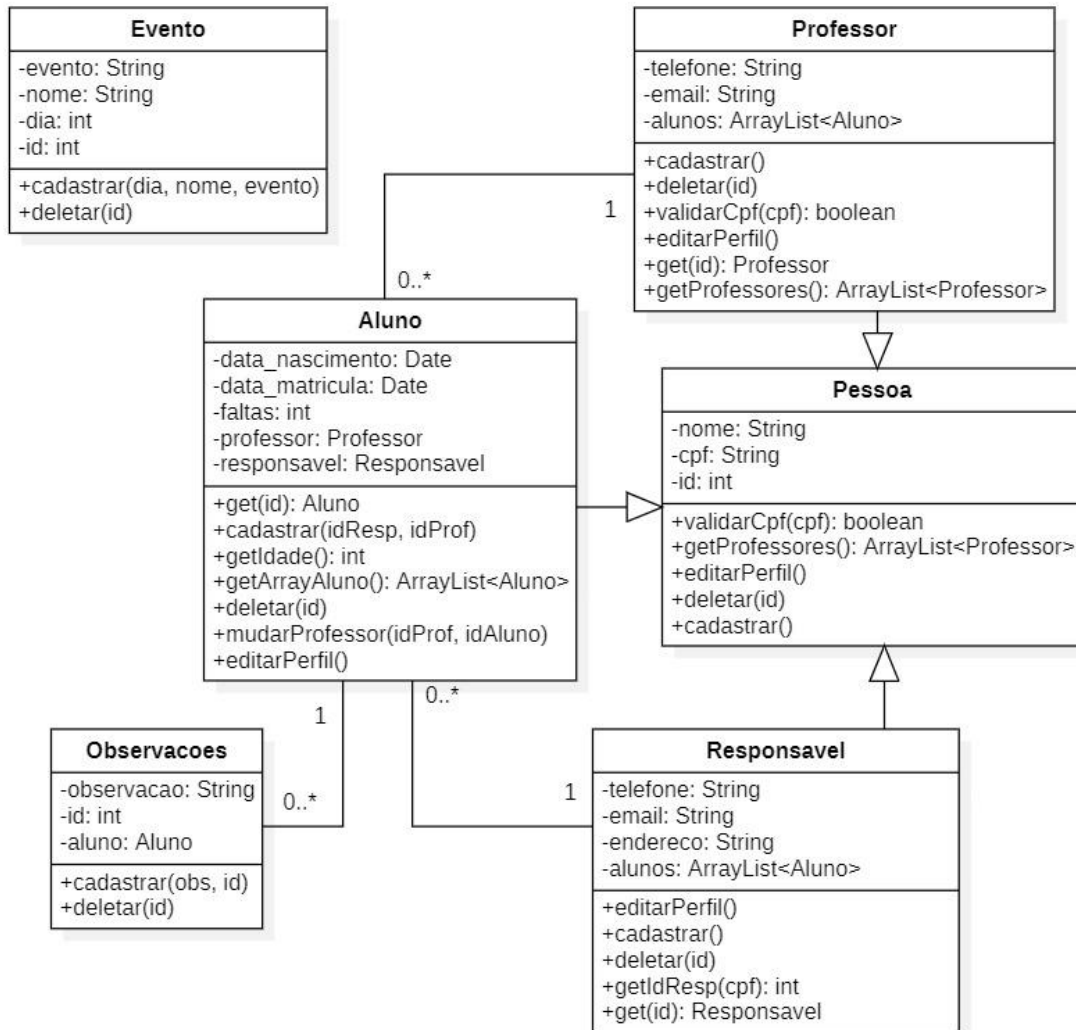 Evento
-evento: String
-nome: String
-dia: int
-id: int
+cadastrar(dia, nome, evento)
+deletar(id)
Professor
-telefone: String
-email: String
-alunos: ArrayList<Aluno>
+cadastrar()
+deletar(id)
+validarCpf(cpf): boolean
+editarPerfil()
+get(id): Professor
+getProfessores(): ArrayList<Professor>
1
0..*
Aluno
-data_nascimento: Date
-data_matricula: Date
-faltas: int
-professor: Professor
-responsavel: Responsavel
+get(id): Aluno
+cadastrar(idResp, idProf)
+getIdade(): int
+getArrayAluno(): ArrayList<Aluno>
+deletar(id)
+mudarProfessor(idProf, idAluno)
+editarPerfil()
Pessoa
-nome: String
-cpf: String
-id: int
+validarCpf(cpf): boolean
+getProfessores(): ArrayList<Professor>
+editarPerfil()
+deletar(id)
+cadastrar()
1
0..*
0..*
1
Observacoes
-observacao: String
-id: int
-aluno: Aluno
+cadastrar(obs, id)
+deletar(id)
Responsavel
-telefone: String
-email: String
-endereco: String
-alunos: ArrayList<Aluno>
+editarPerfil()
+cadastrar()
+deletar(id)
+getIdResp(cpf): int
+get(id): Responsavel